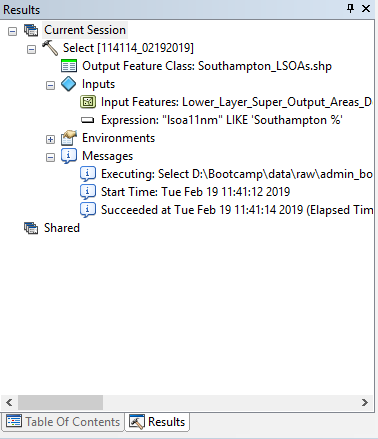 Results
Current Session
Select [114114_02192019]
Output Feature Class: Southampton_LSOAs.shp
Inputs
Input Features: Lower_Layer_Super_Output_Areas_D
Expression: "lsoa11nm" LIKE 'Southampton %'
Environments
Messages
Executing: Select D:\Bootcamp\data\raw\admin_bo
Start Time: Tue Feb 19 11:41:12 2019
Succeeded at Tue Feb 19 11:41:14 2019 (Elapsed Tim
Shared
Table Of Contents Results